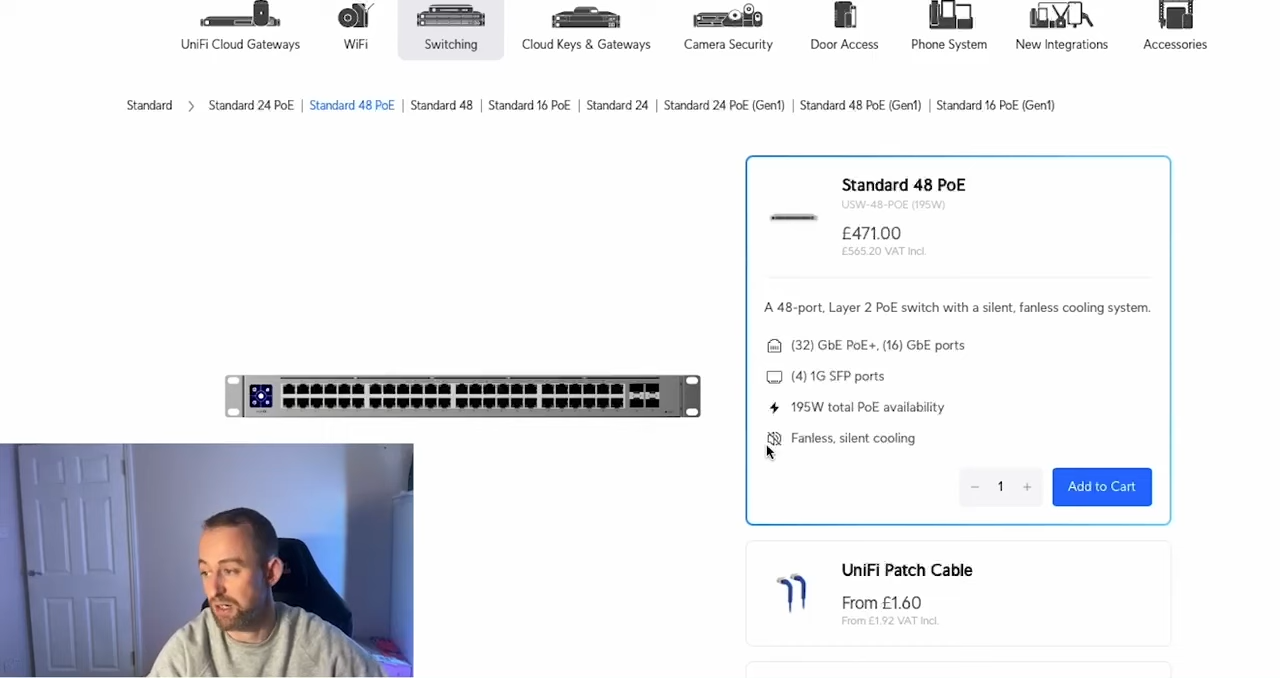 UniFi Cloud Gateways
WiFi
Switching
Cloud Keys & Gateways
Camera Security
Door Access
Phone System
New Integrations
Accessories
Standard > Standard 24 PoE | Standard 48 PoE | Standard 48 | Standard 16 PoE | Standard 24 | Standard 24 PoE (Gen1) | Standard 48 PoE (Gen1) | Standard 16 PoE (Gen1)
Standard 48 PoE
USW-48-POE (195W)
£471.00
£565.20 VAT Incl.
A 48-port, Layer 2 PoE switch with a silent, fanless cooling system.
(32) GbE PoE+, (16) GbE ports
(4) 1G SFP ports
195W total PoE availability
Fanless, silent cooling
− 1 +
Add to Cart
UniFi Patch Cable
From £1.60
From £1.92 VAT Incl.